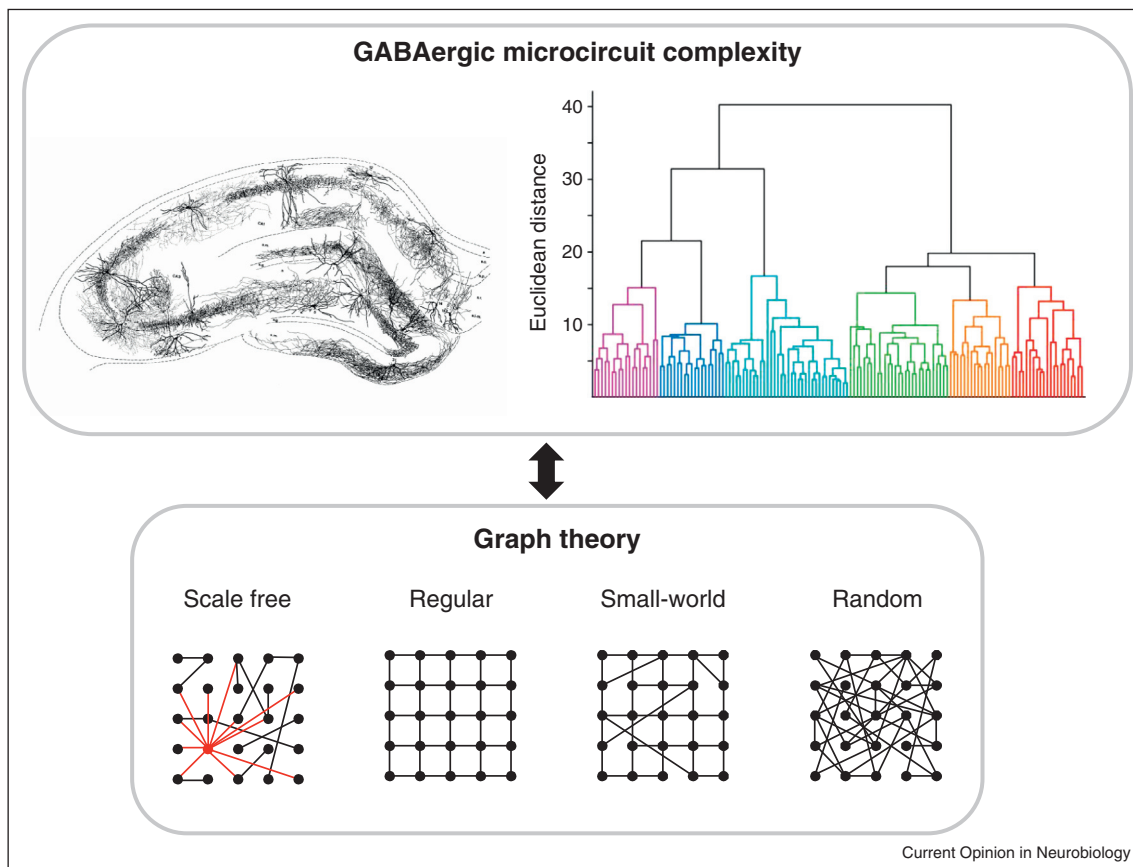 GABAergic microcircuit complexity
40
30
20
10
Euclidean distance
Graph theory
Scale free
Regular
Small-world
Random
Current Opinion in Neurobiology